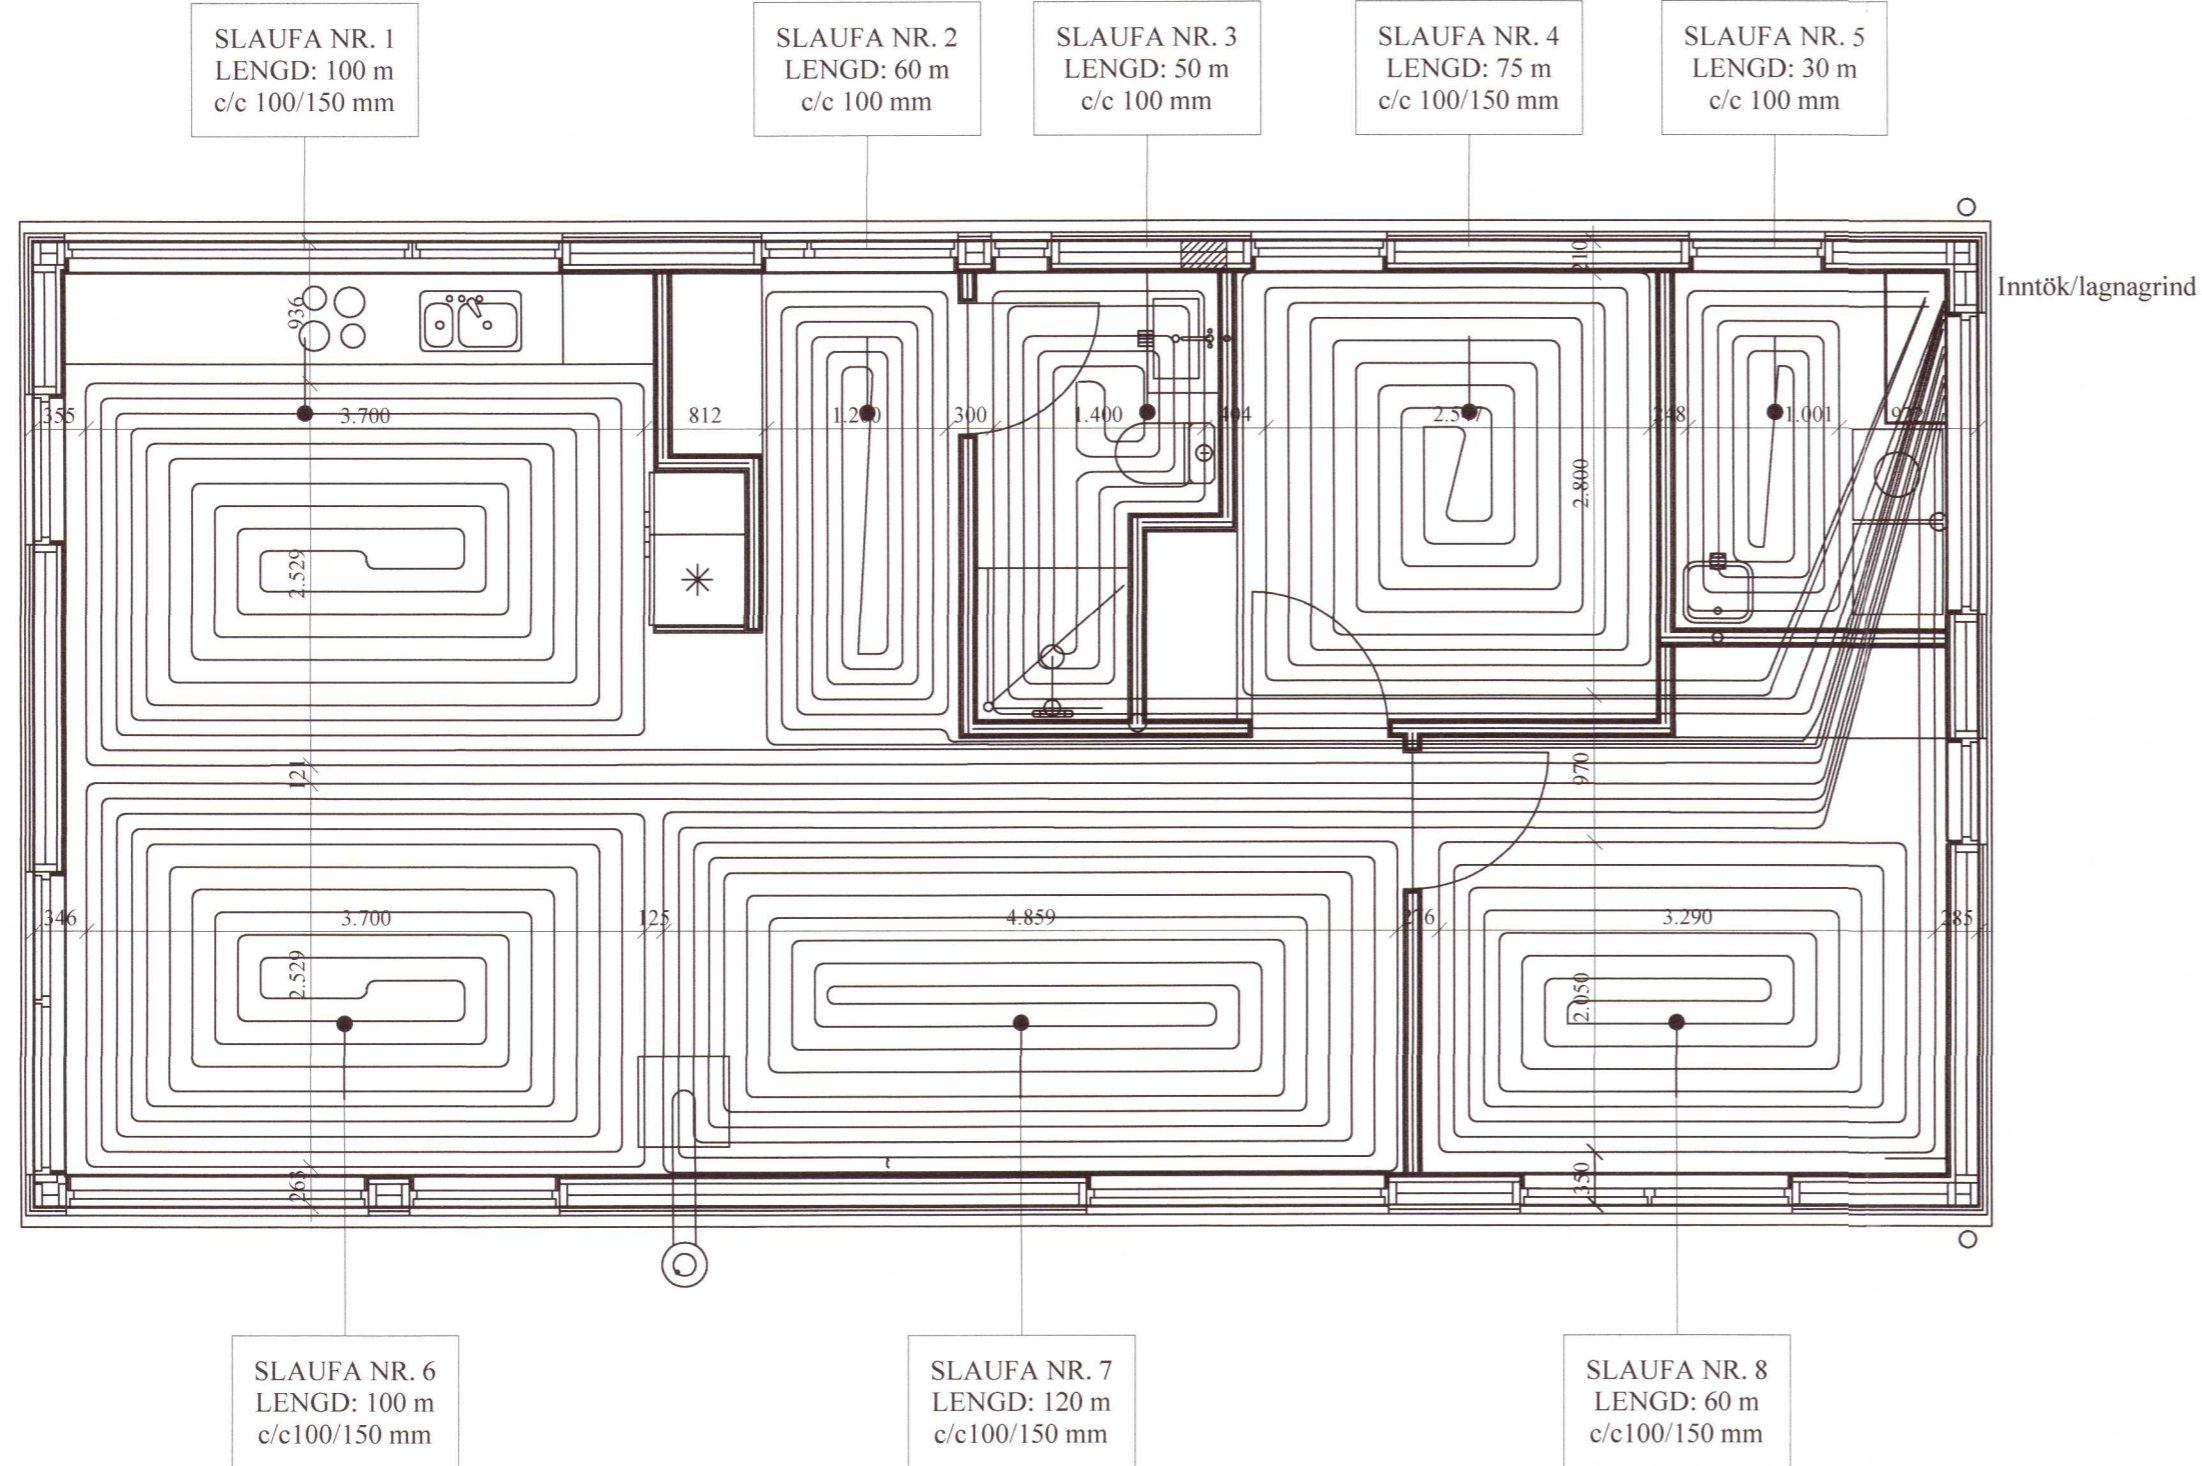 SLAUFA NR. 1
LENGD: 100 m
c/c 100/150 mm
SLAUFA NR. 2
LENGD: 60 m
c/c 100 mm
SLAUFA NR. 3
LENGD: 50 m
c/c 100 mm
SLAUFA NR. 4
LENGD: 75 m
c/c 100/150 mm
SLAUFA NR. 5
LENGD: 30 m
c/c 100 mm
Inntök/lagnagrind
210
936
355
3.700
812
300
1.400
1.001
2.800
2.529
121
970
346
3.700
125
4.859
3.290
285
2.529
2.050
263
350
SLAUFA NR. 6
LENGD: 100 m
c/c100/150 mm
SLAUFA NR. 7
LENGD: 120 m
c/c100/150 mm
SLAUFA NR. 8
LENGD: 60 m
c/c100/150 mm